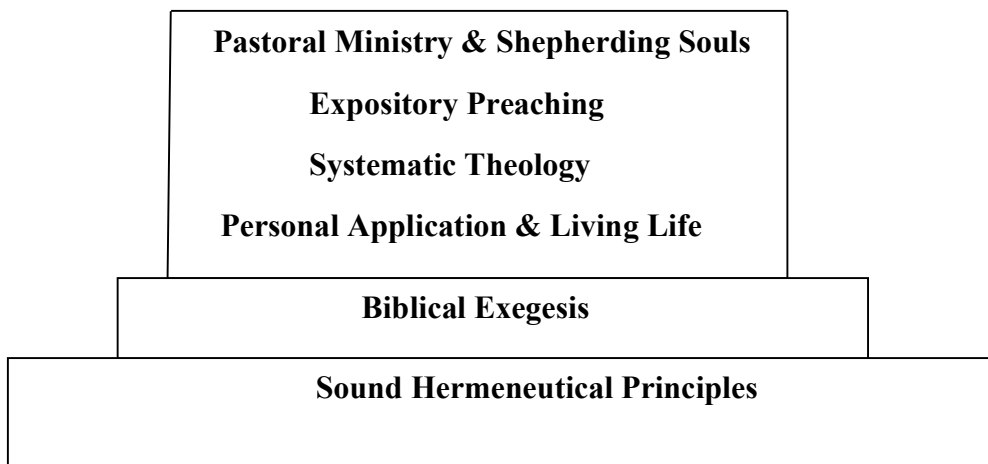 Pastoral Ministry & Shepherding Souls
Expository Preaching
Systematic Theology
Personal Application & Living Life
Biblical Exegesis
Sound Hermeneutical Principles